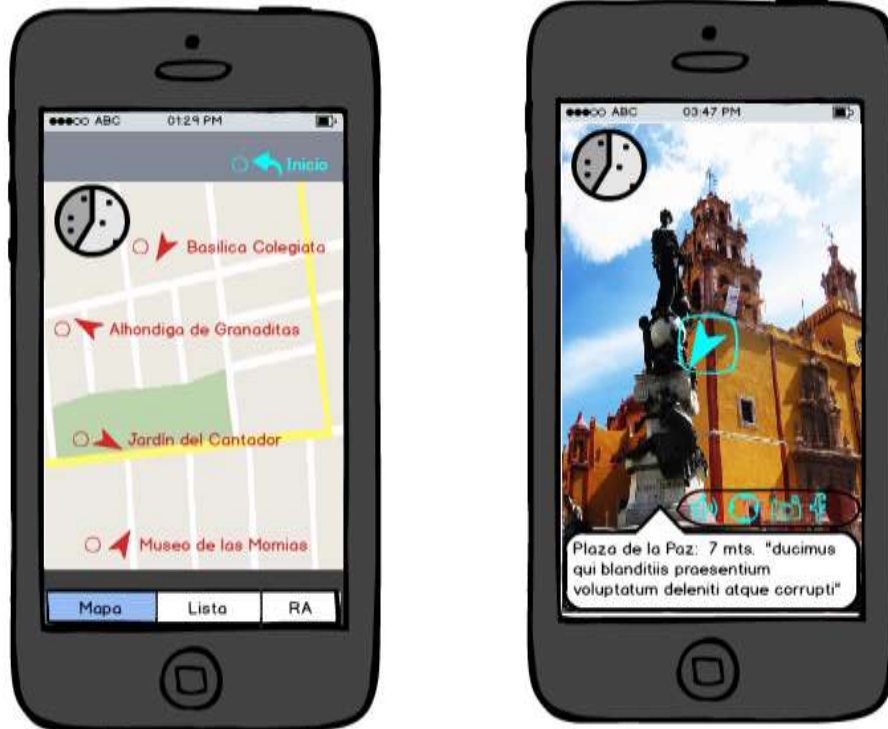 ABC 01:29 PM
Inicio
Basilica Colegiata
Alhondiga de Granaditas
Jardín del Cantador
Museo de las Momias
Mapa Lista RA
ABC 03:47 PM
Plaza de la Paz: 7 mts. "ducimus
qui blanditiis praesentium
voluptatum deleniti atque corrupti"